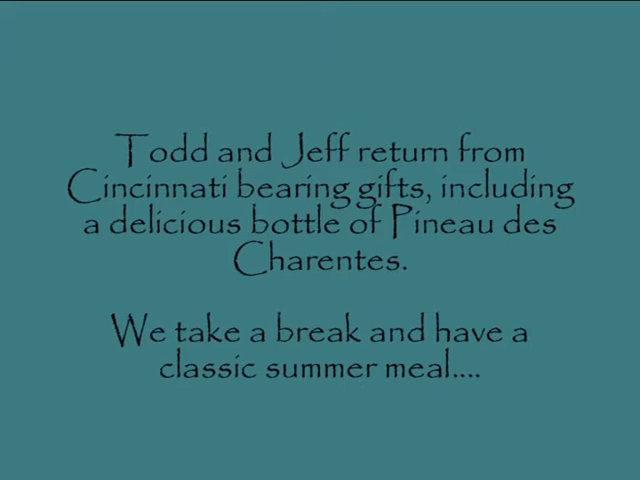 Todd and Jeff return from
Cincinnati bearing gifts, including
a delicious bottle of Pineau des
Charentes.
We take a break and have a
classic summer meal....